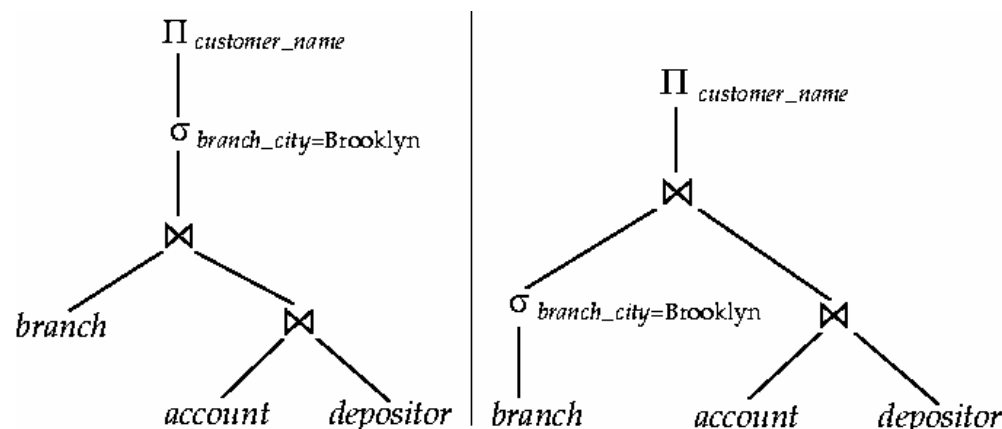 Π customer_name
σ branch_city=Brooklyn
⋈
branch
⋈
account depositor
Π customer_name
⋈
σ branch_city=Brooklyn
⋈
branch account depositor